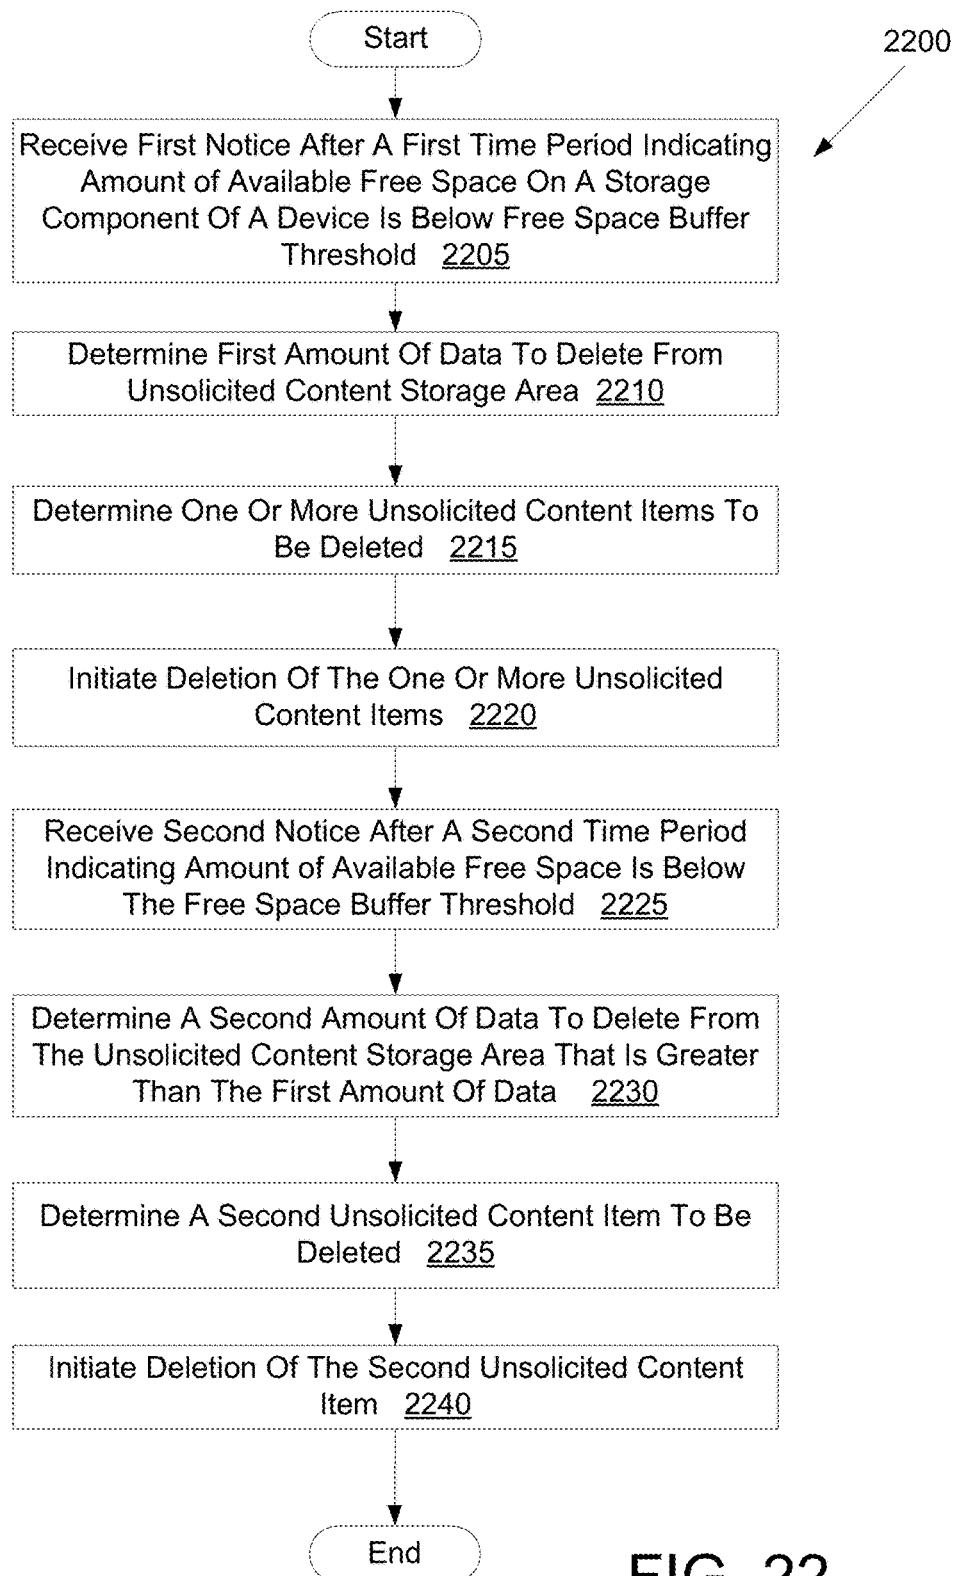 Start
2200
Receive First Notice After A First Time Period Indicating
Amount of Available Free Space On A Storage
Component Of A Device Is Below Free Space Buffer
Threshold 2205
Determine First Amount Of Data To Delete From
Unsolicited Content Storage Area 2210
Determine One Or More Unsolicited Content Items To
Be Deleted 2215
Initiate Deletion Of The One Or More Unsolicited
Content Items 2220
Receive Second Notice After A Second Time Period
Indicating Amount of Available Free Space Is Below
The Free Space Buffer Threshold 2225
Determine A Second Amount Of Data To Delete From
The Unsolicited Content Storage Area That Is Greater
Than The First Amount Of Data 2230
Determine A Second Unsolicited Content Item To Be
Deleted 2235
Initiate Deletion Of The Second Unsolicited Content
Item 2240
End
FIG. 22